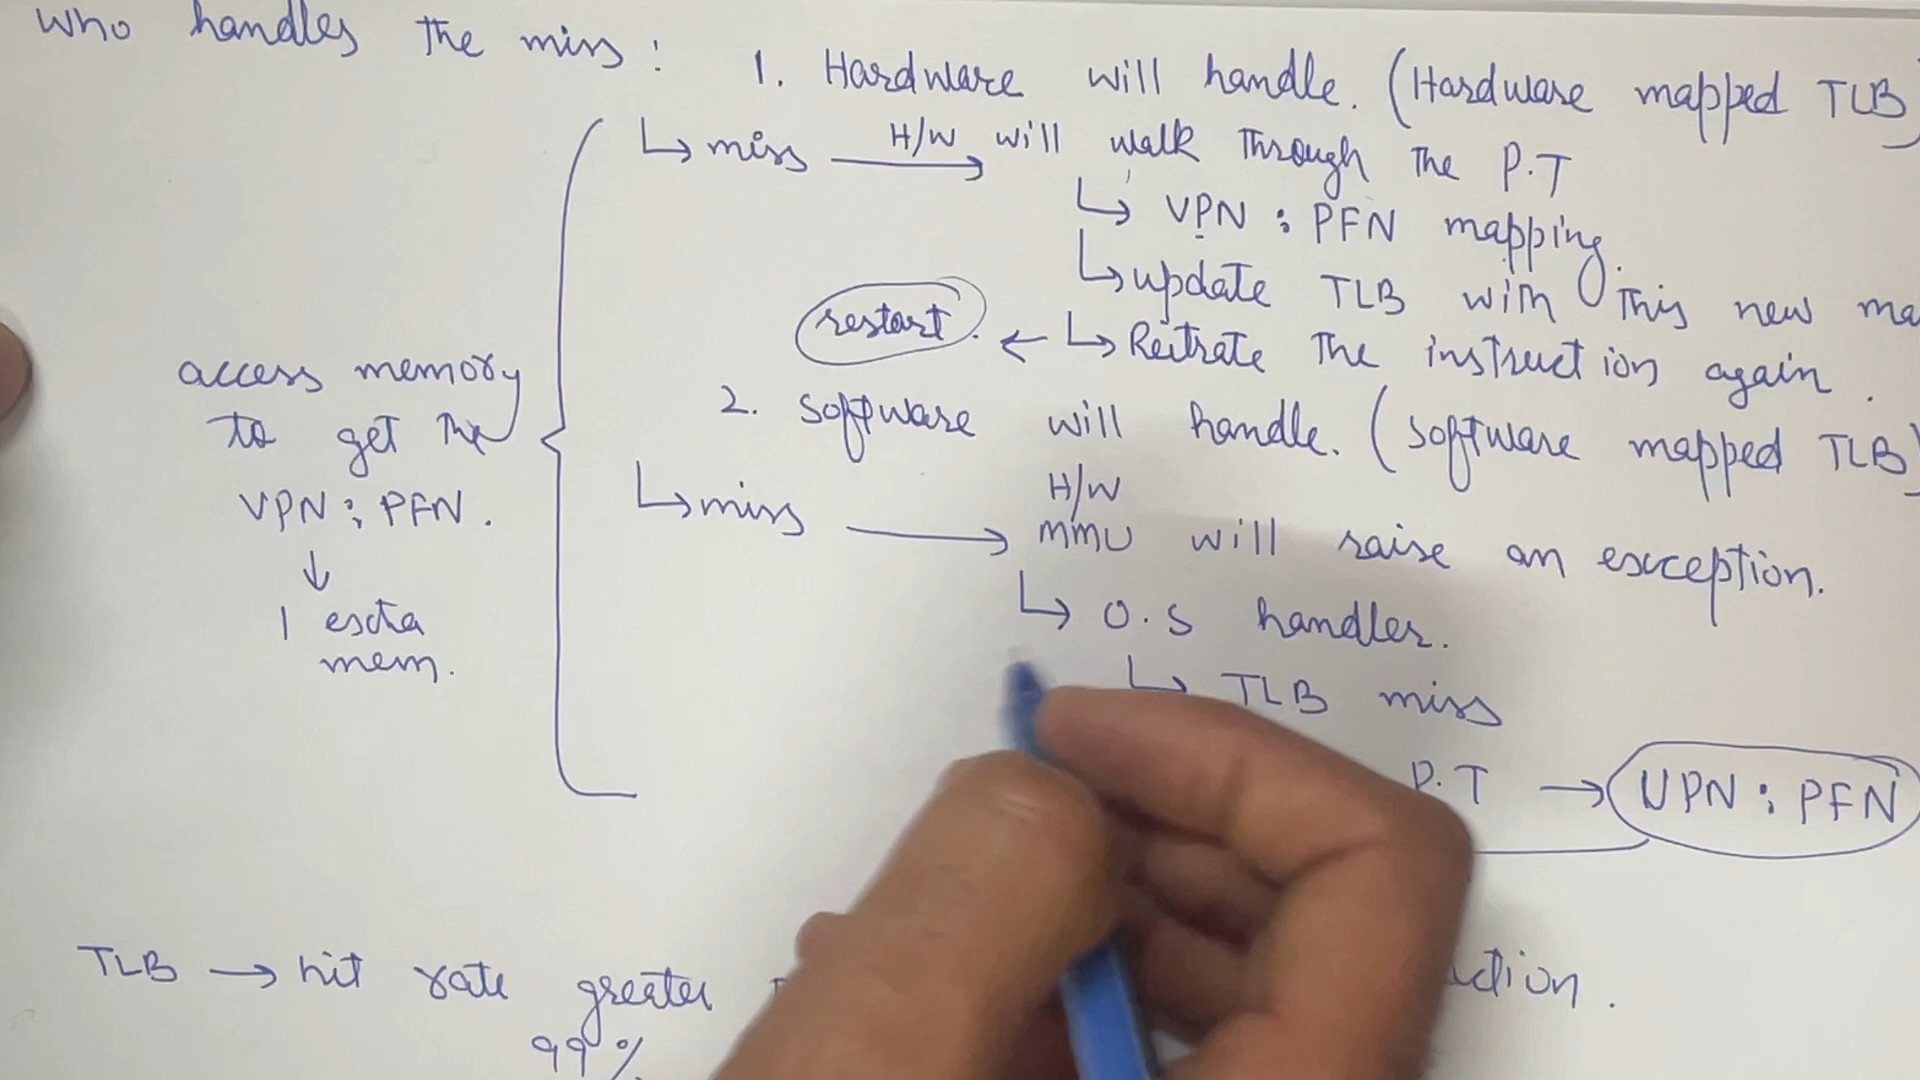 Who handles the miss :
1. Hardware will handle. (Hardware mapped TLB)
↳ miss → H/W will walk through the P.T
↳ VPN : PFN mapping.
↳ update TLB with this new ma
restart. ← ↳ Reitrate the instruction again.
2. software will handle. (software mapped TLB)
↳ miss → H/W
MMU will raise an exception.
↳ O.S handler.
↳ TLB miss
P.T → VPN : PFN
access memory
to get the
VPN : PFN.
↓
1 extra
mem.
TLB → hit rate greater
99%